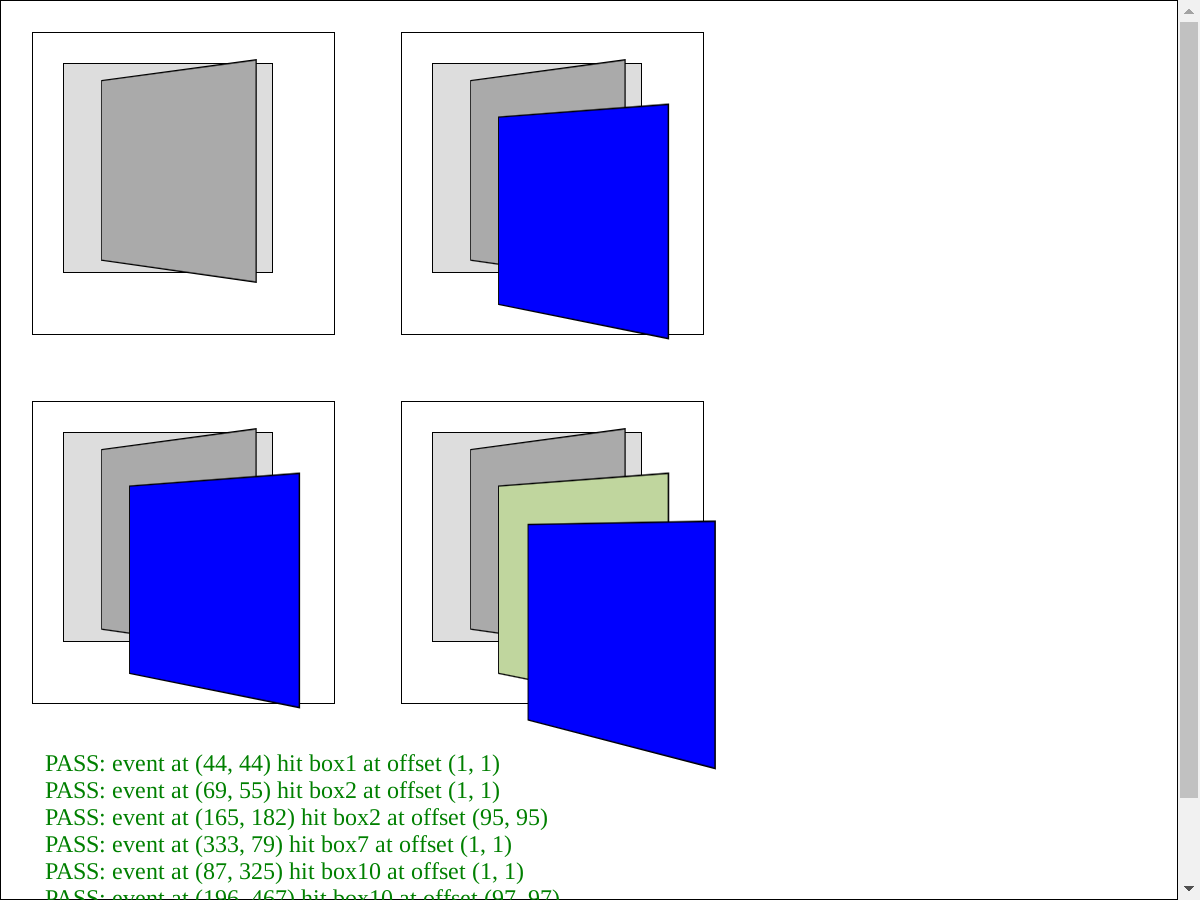 PASS: event at (44, 44) hit box1 at offset (1, 1)
PASS: event at (69, 55) hit box2 at offset (1, 1)
PASS: event at (165, 182) hit box2 at offset (95, 95)
PASS: event at (333, 79) hit box7 at offset (1, 1)
PASS: event at (87, 325) hit box10 at offset (1, 1)
PASS: event at (196, 467) hit box10 at offset (97, 97)